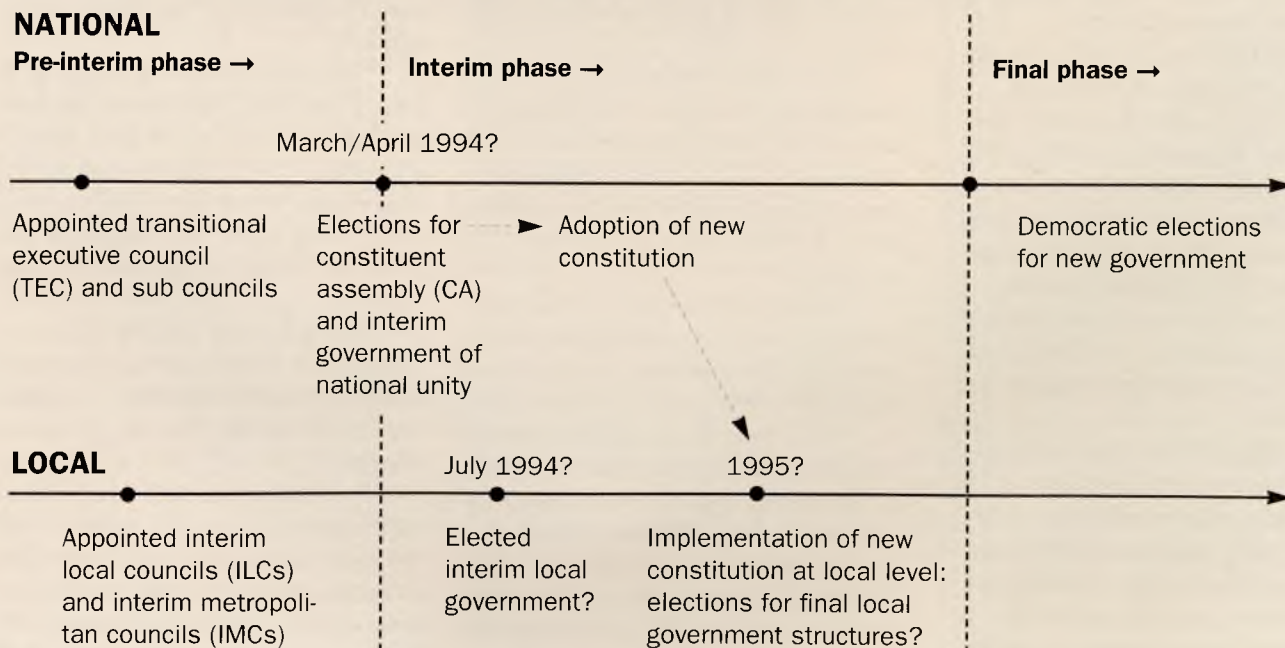 NATIONAL
Pre-interim phase →
Interim phase →
Final phase →
March/April 1994?
Appointed transitional
executive council
(TEC) and sub councils
Elections for
constituent
assembly (CA)
and interim
government of
national unity
Adoption of new
constitution
Democratic elections
for new government
LOCAL
July 1994?
1995?
Appointed interim
local councils (ILCs)
and interim metropoli-
tan councils (IMCs)
Elected
interim local
government?
Implementation of new
constitution at local level:
elections for final local
government structures?